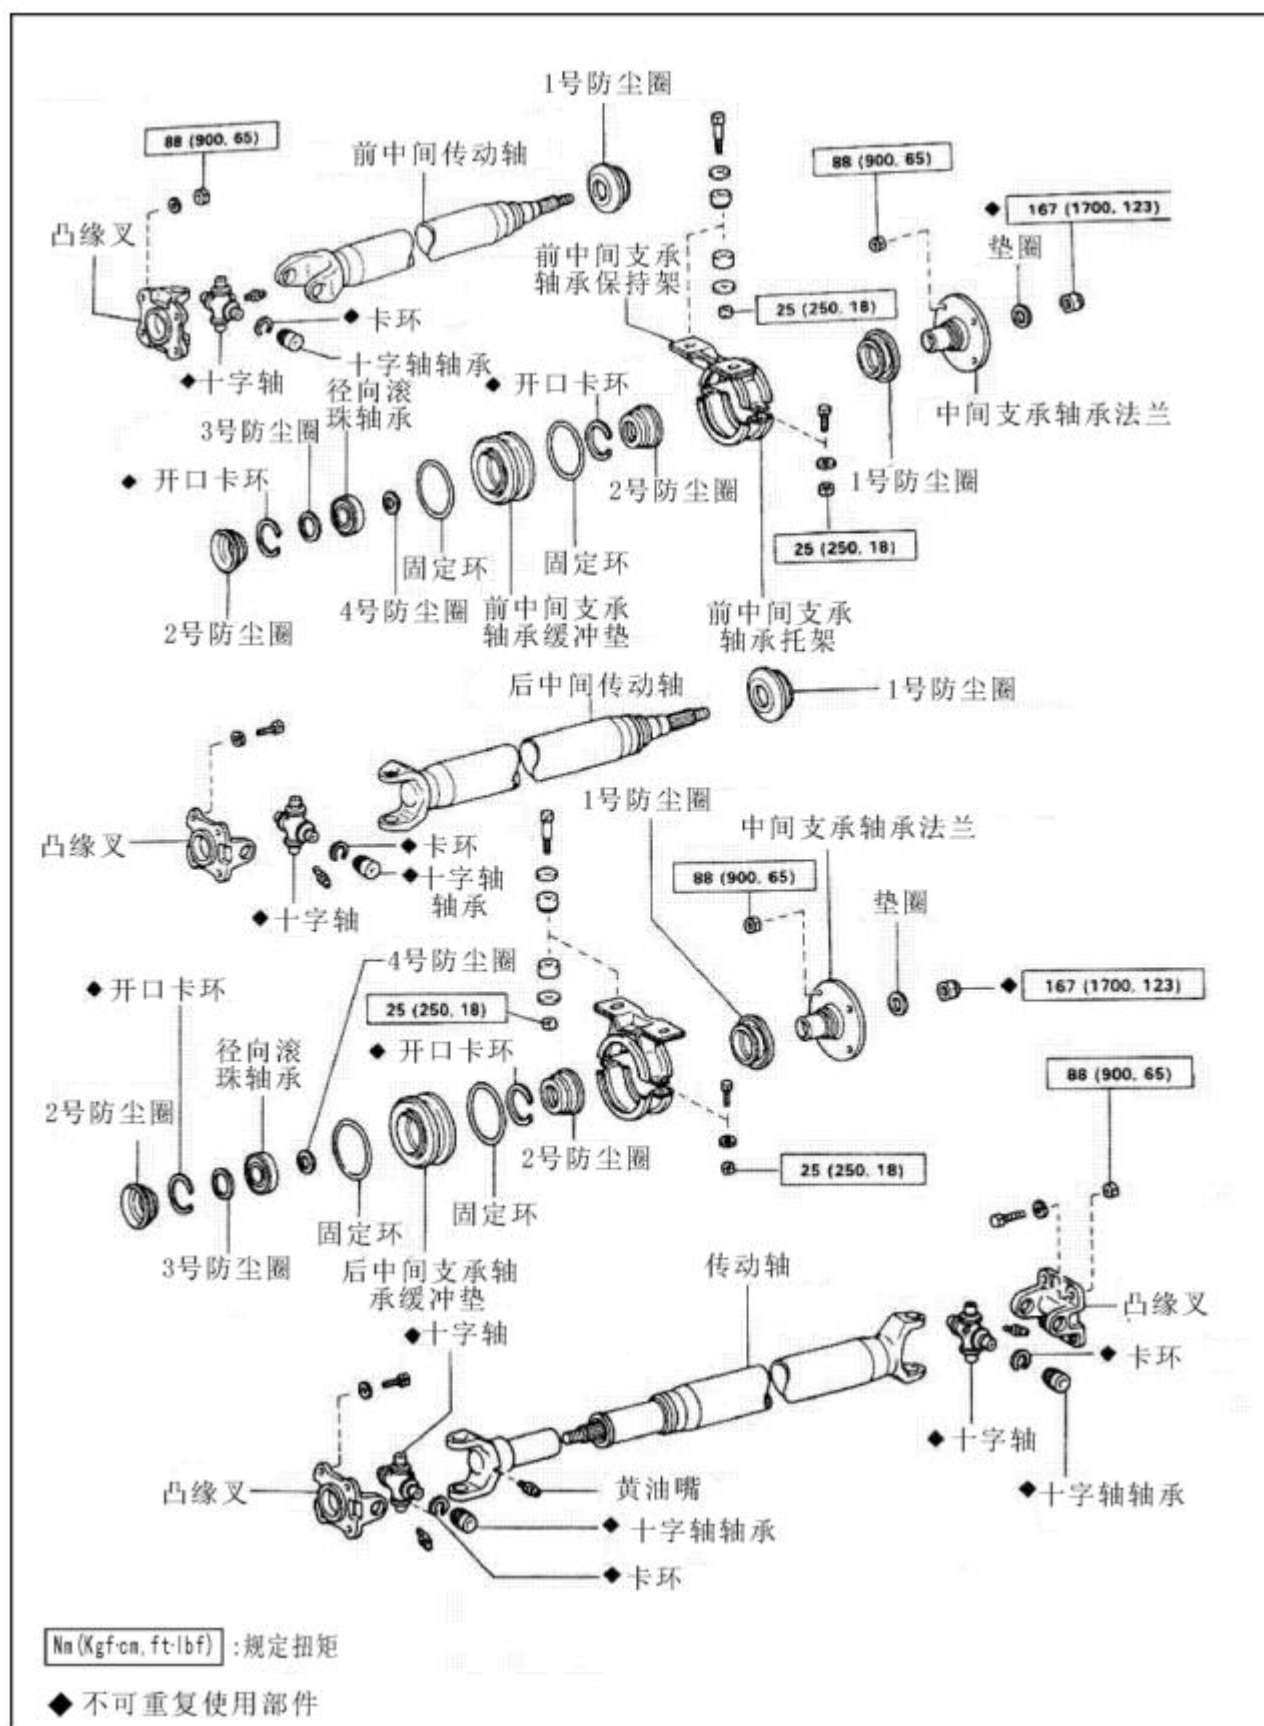 1号防尘圈
88 (900, 65)
前中间传动轴
88 (900, 65)
◆ 167 (1700, 123)
凸缘叉
前中间支承
轴承保持架
垫圈
25 (250, 18)
◆卡环
十字轴轴承
◆十字轴
径向滚
珠轴承
◆ 开口卡环
中间支承轴承法兰
3号防尘圈
◆ 开口卡环
2号防尘圈
1号防尘圈
25 (250, 18)
固定环
固定环
4号防尘圈
前中间支承
轴承缓冲垫
前中间支承
轴承托架
2号防尘圈
后中间传动轴
1号防尘圈
1号防尘圈
中间支承轴承法兰
凸缘叉
◆卡环
◆十字轴
轴承
88 (900, 65)
垫圈
◆十字轴
4号防尘圈
◆开口卡环
◆ 167 (1700, 123)
25 (250, 18)
◆ 开口卡环
径向滚
珠轴承
88 (900, 65)
2号防尘圈
2号防尘圈
25 (250, 18)
固定环
固定环
3号防尘圈
后中间支承轴
承缓冲垫
传动轴
凸缘叉
◆十字轴
◆ 卡环
◆十字轴
凸缘叉
黄油嘴
◆十字轴轴承
◆ 十字轴轴承
◆卡环
Nm(Kgf·cm, ft·lbf) :规定扭矩
◆ 不可重复使用部件